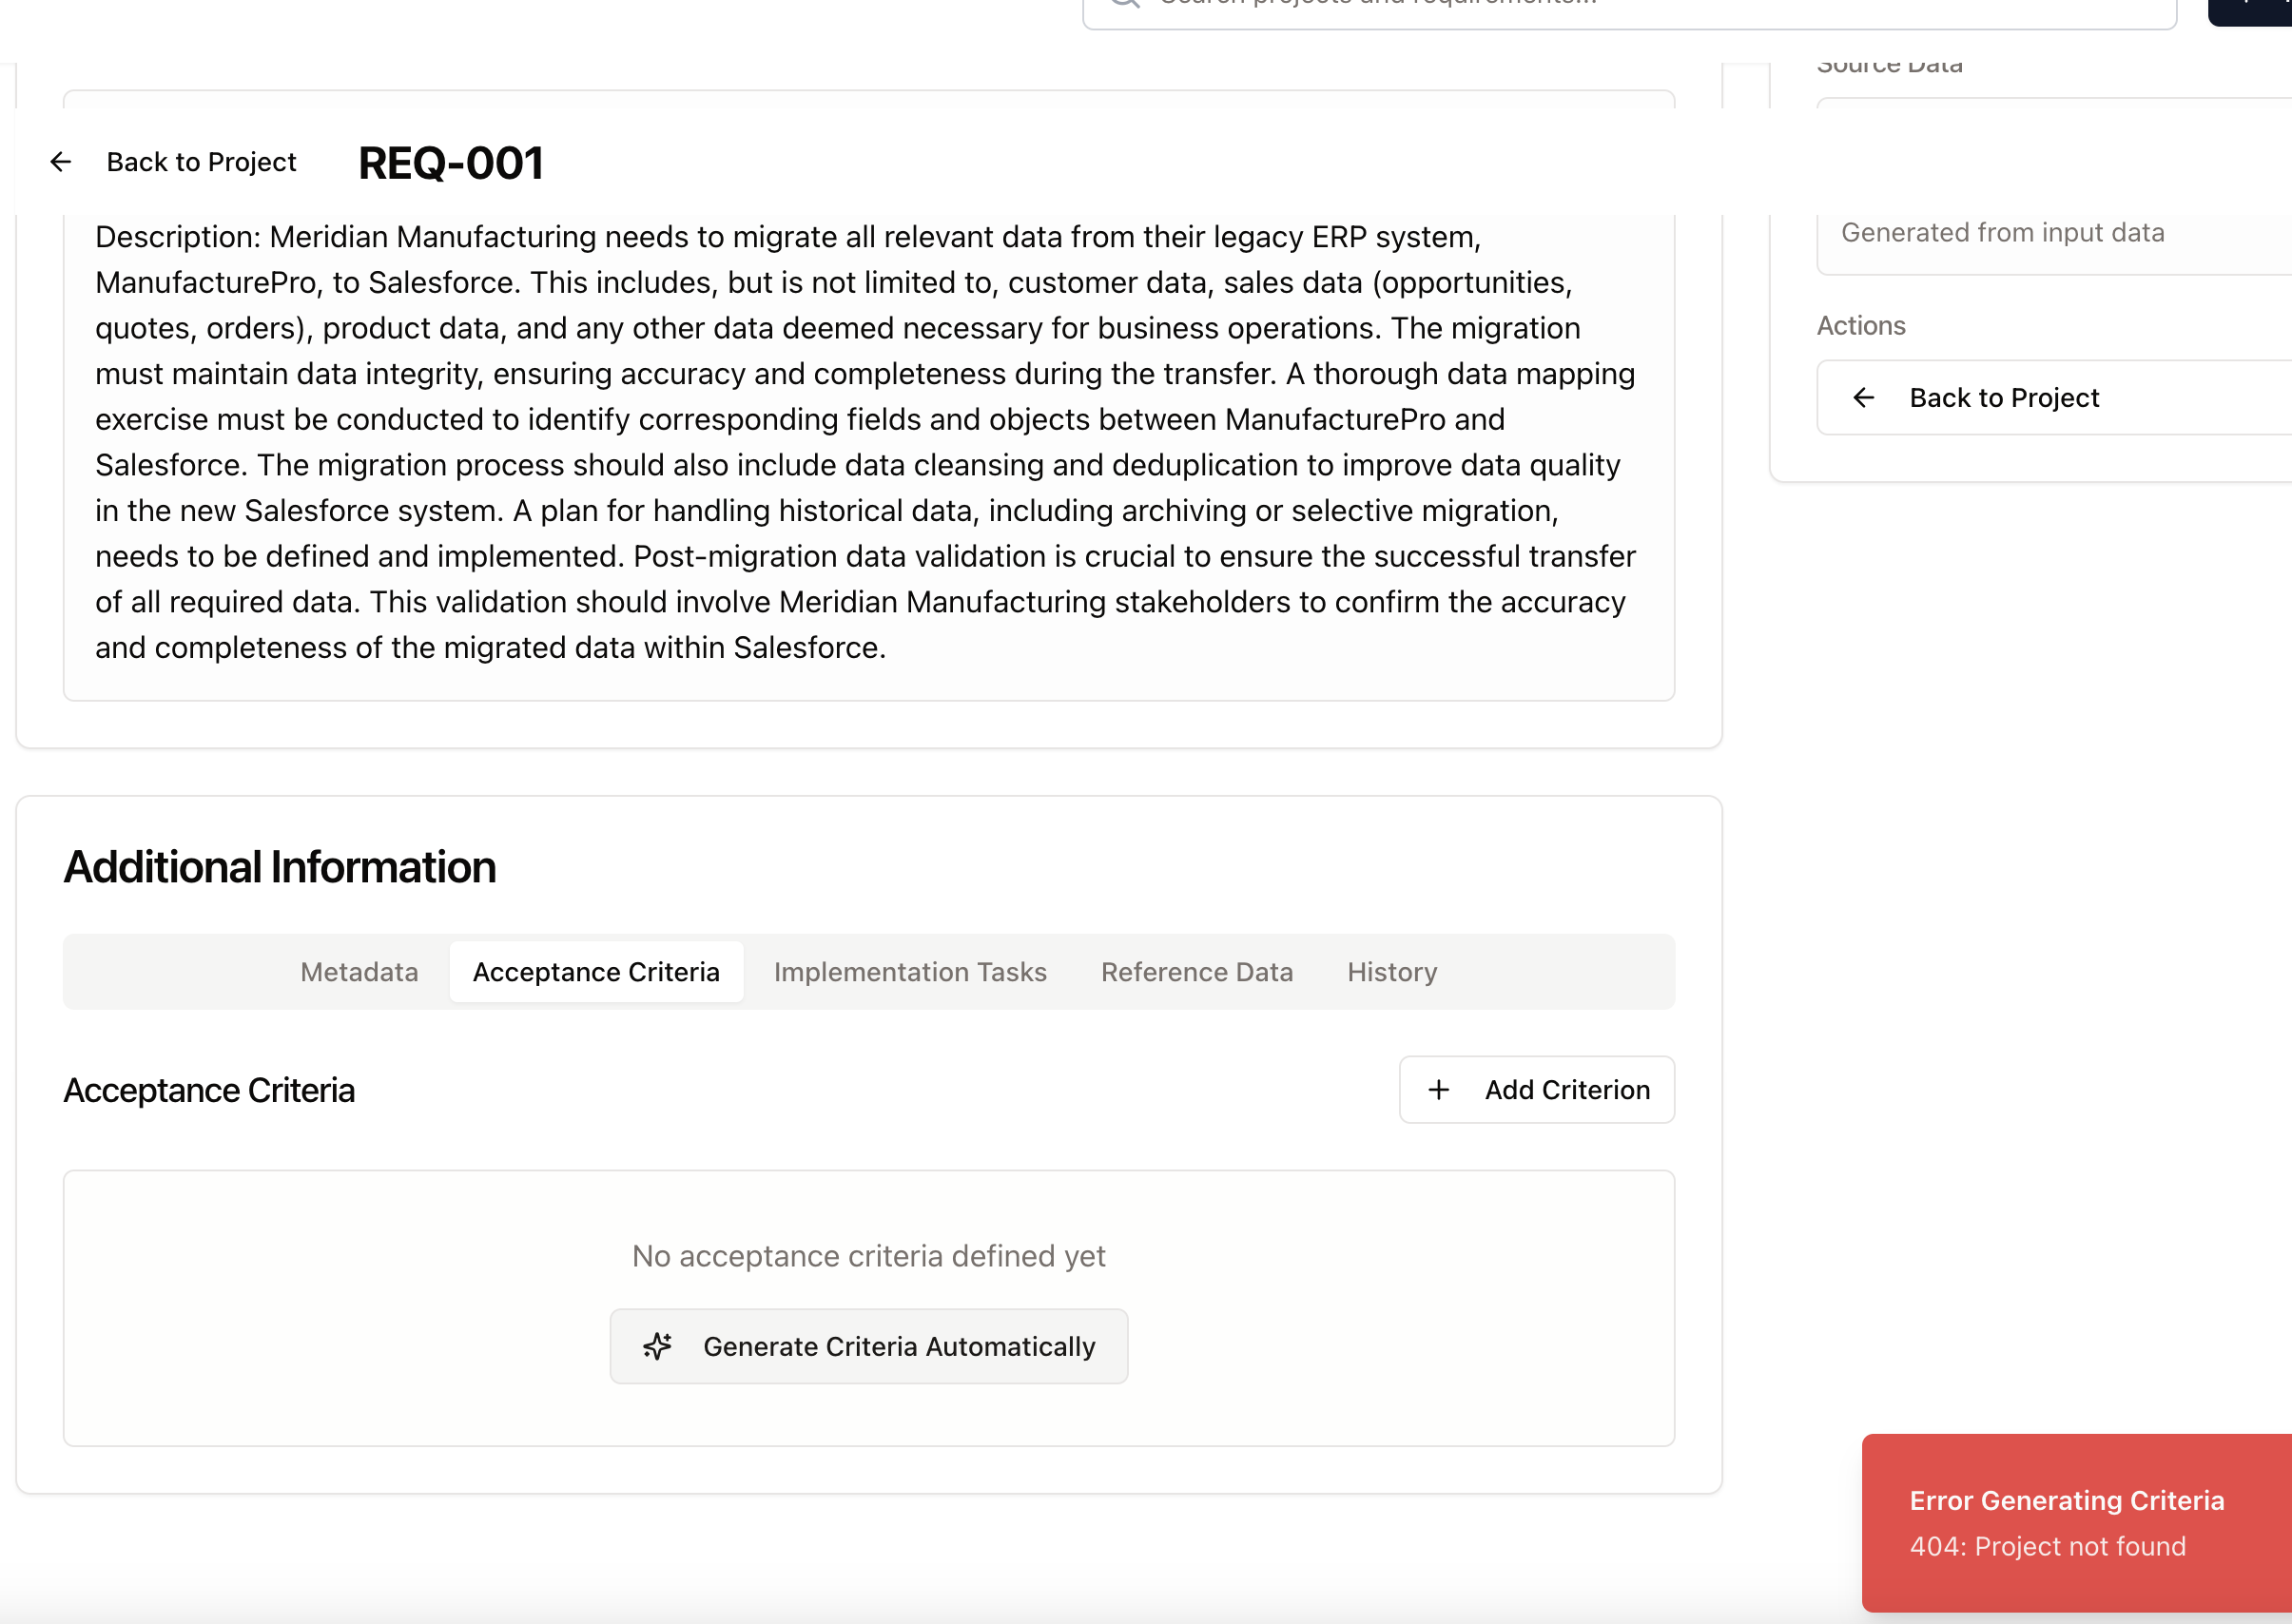 Search projects and requirements...
Source Data
Back to Project
REQ-001
Description: Meridian Manufacturing needs to migrate all relevant data from their legacy ERP system,
ManufacturePro, to Salesforce. This includes, but is not limited to, customer data, sales data (opportunities,
quotes, orders), product data, and any other data deemed necessary for business operations. The migration
must maintain data integrity, ensuring accuracy and completeness during the transfer. A thorough data mapping
exercise must be conducted to identify corresponding fields and objects between ManufacturePro and
Salesforce. The migration process should also include data cleansing and deduplication to improve data quality
in the new Salesforce system. A plan for handling historical data, including archiving or selective migration,
needs to be defined and implemented. Post-migration data validation is crucial to ensure the successful transfer
of all required data. This validation should involve Meridian Manufacturing stakeholders to confirm the accuracy
and completeness of the migrated data within Salesforce.
Generated from input data
Actions
Back to Project
Additional Information
Metadata
Acceptance Criteria
Implementation Tasks
Reference Data
History
Acceptance Criteria
Add Criterion
No acceptance criteria defined yet
Generate Criteria Automatically
Error Generating Criteria
404: Project not found